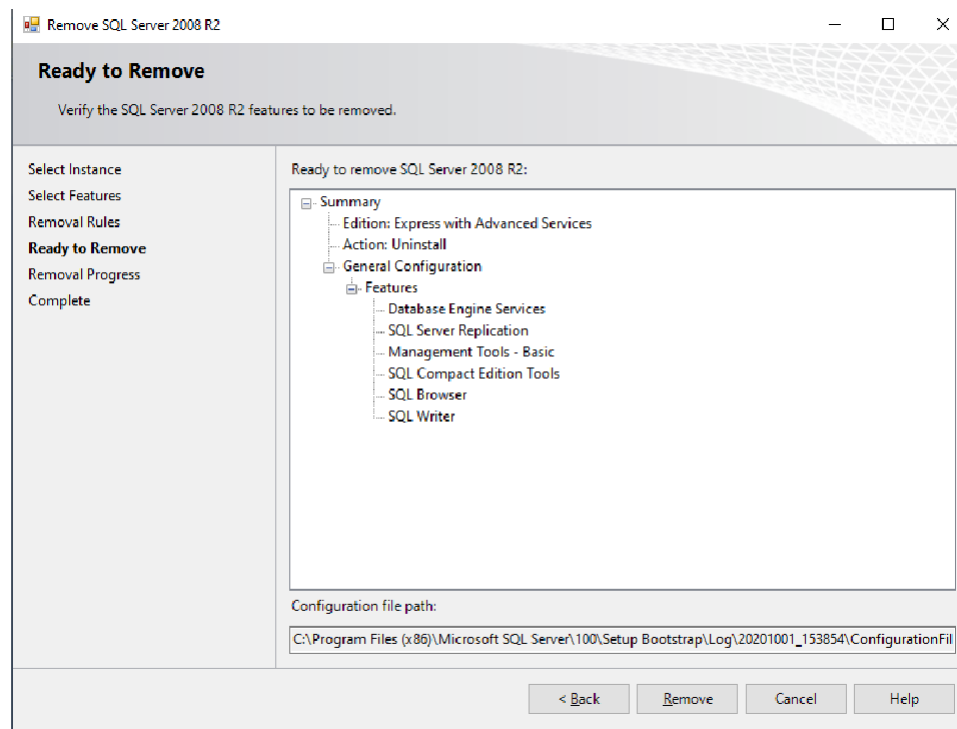 Remove SQL Server 2008 R2
Ready to Remove
Verify the SQL Server 2008 R2 features to be removed.
Select Instance
Select Features
Removal Rules
Ready to Remove
Removal Progress
Complete
Ready to remove SQL Server 2008 R2:
Summary
Edition: Express with Advanced Services
Action: Uninstall
General Configuration
Features
Database Engine Services
SQL Server Replication
Management Tools - Basic
SQL Compact Edition Tools
SQL Browser
SQL Writer
Configuration file path:
C:\Program Files (x86)\Microsoft SQL Server\100\Setup Bootstrap\Log\20201001_153854\ConfigurationFil
< Back
Remove
Cancel
Help